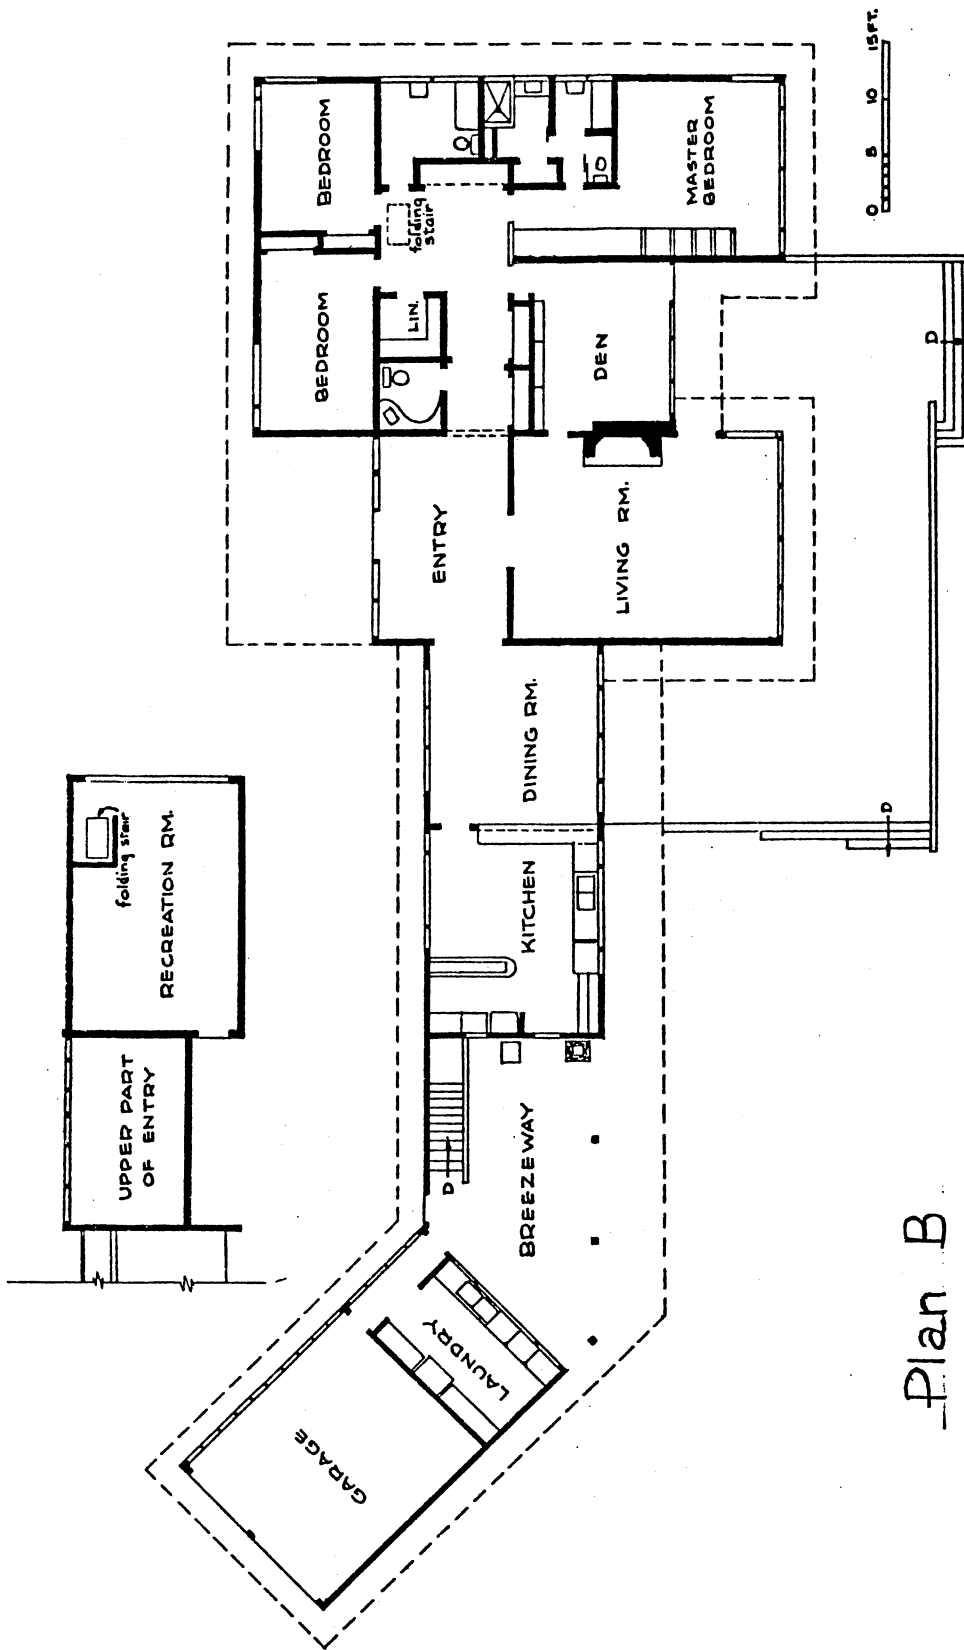 UPPER PART
OF ENTRY
RECREATION RM.
folding stair
GARAGE
LAUNDRY
BREEZEWAY
D
KITCHEN
DINING RM.
ENTRY
LIVING RM.
DEN
LIN.
BEDROOM
BEDROOM
folding
stair
MASTER
BEDROOM
D
D
0 5 10 15 FT.
Plan B